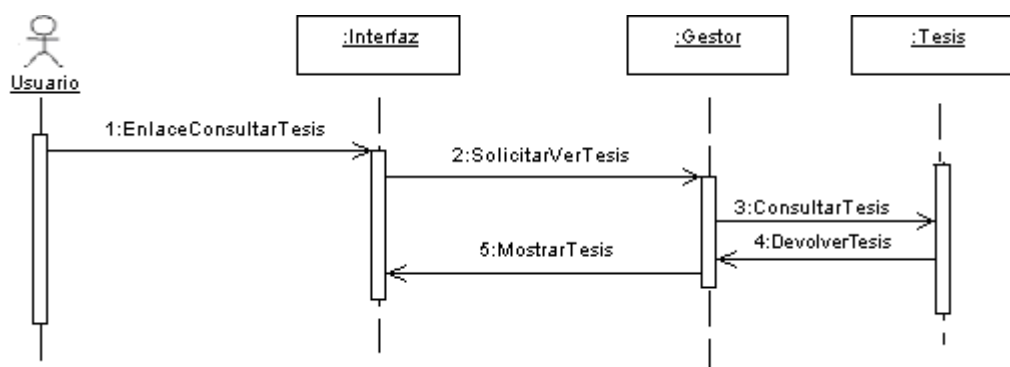 :Interfaz
:Gestor
:Tesis
Usuario
1:EnlaceConsultarTesis
2:SolicitarVerTesis
3:ConsultarTesis
4:DevolverTesis
5:MostrarTesis